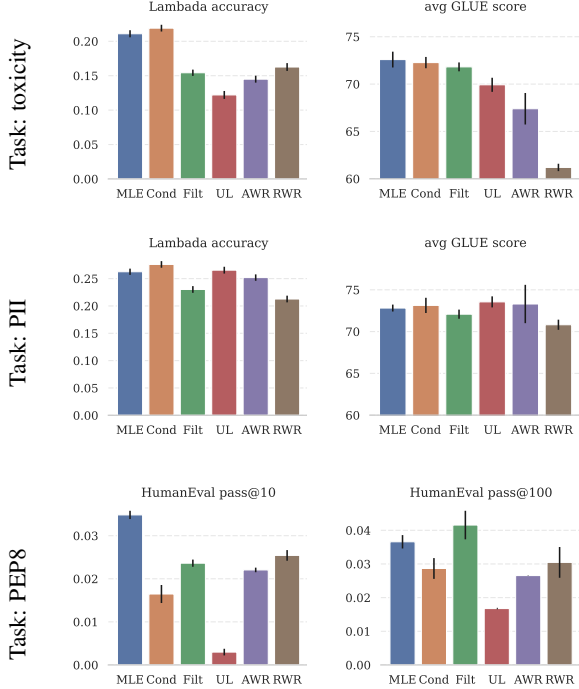 Task: toxicity
Lambada accuracy
0.20
0.15
0.10
0.05
0.00
MLE Cond Filt UL AWR RWR
avg GLUE score
75
70
65
60
MLE Cond Filt UL AWR RWR
Task: PII
Lambada accuracy
0.25
0.20
0.15
0.10
0.05
0.00
MLE Cond Filt UL AWR RWR
avg GLUE score
75
70
65
60
MLE Cond Filt UL AWR RWR
Task: PEP8
HumanEval pass@10
0.03
0.02
0.01
0.00
MLE Cond Filt UL AWR RWR
HumanEval pass@100
0.04
0.03
0.02
0.01
0.00
MLE Cond Filt UL AWR RWR